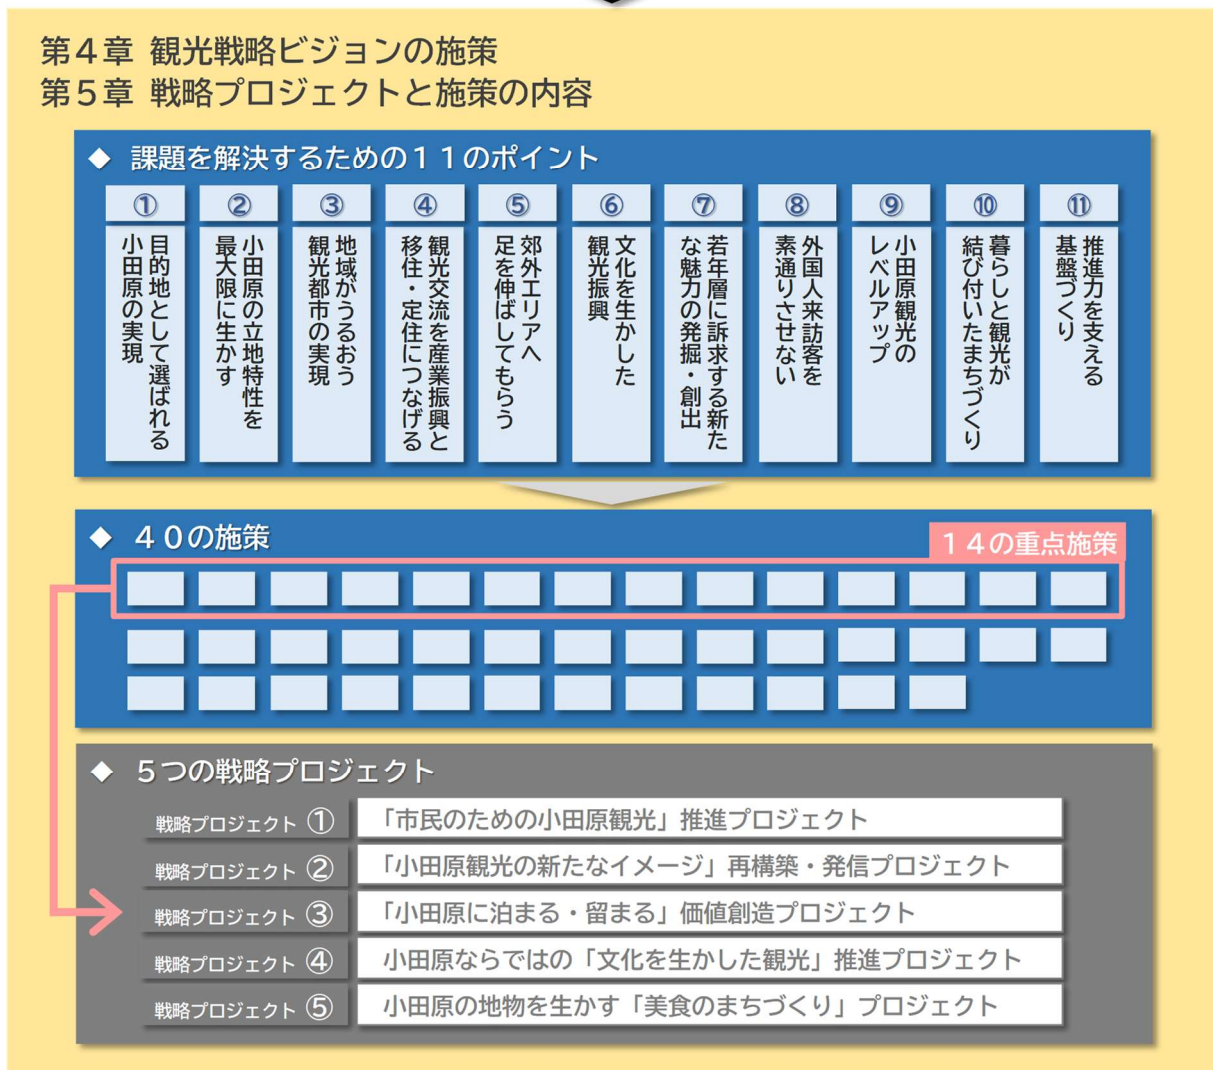 第4章 観光戦略ビジョンの施策
第5章 戦略プロジェクトと施策の内容
◆ 課題を解決するための１１のポイント
①
目的地として選ばれる
小田原の実現
②
小田原の立地特性を
最大限に生かす
③
地域がうるおう
観光都市の実現
④
観光交流を産業振興と
移住・定住につなげる
⑤
郊外エリアへ
足を伸ばしてもらう
⑥
文化を生かした
観光振興
⑦
若年層に訴求する新た
な魅力の発掘・創出
⑧
外国人来訪客を
素通りさせない
⑨
小田原観光の
レベルアップ
⑩
暮らしと観光が
結び付いたまちづくり
⑪
推進力を支える
基盤づくり
◆ ４０の施策
１４の重点施策
◆ ５つの戦略プロジェクト
戦略プロジェクト ① 「市民のための小田原観光」推進プロジェクト
戦略プロジェクト ② 「小田原観光の新たなイメージ」再構築・発信プロジェクト
戦略プロジェクト ③ 「小田原に泊まる・留まる」価値創造プロジェクト
戦略プロジェクト ④ 小田原ならではの「文化を生かした観光」推進プロジェクト
戦略プロジェクト ⑤ 小田原の地物を生かす「美食のまちづくり」プロジェクト